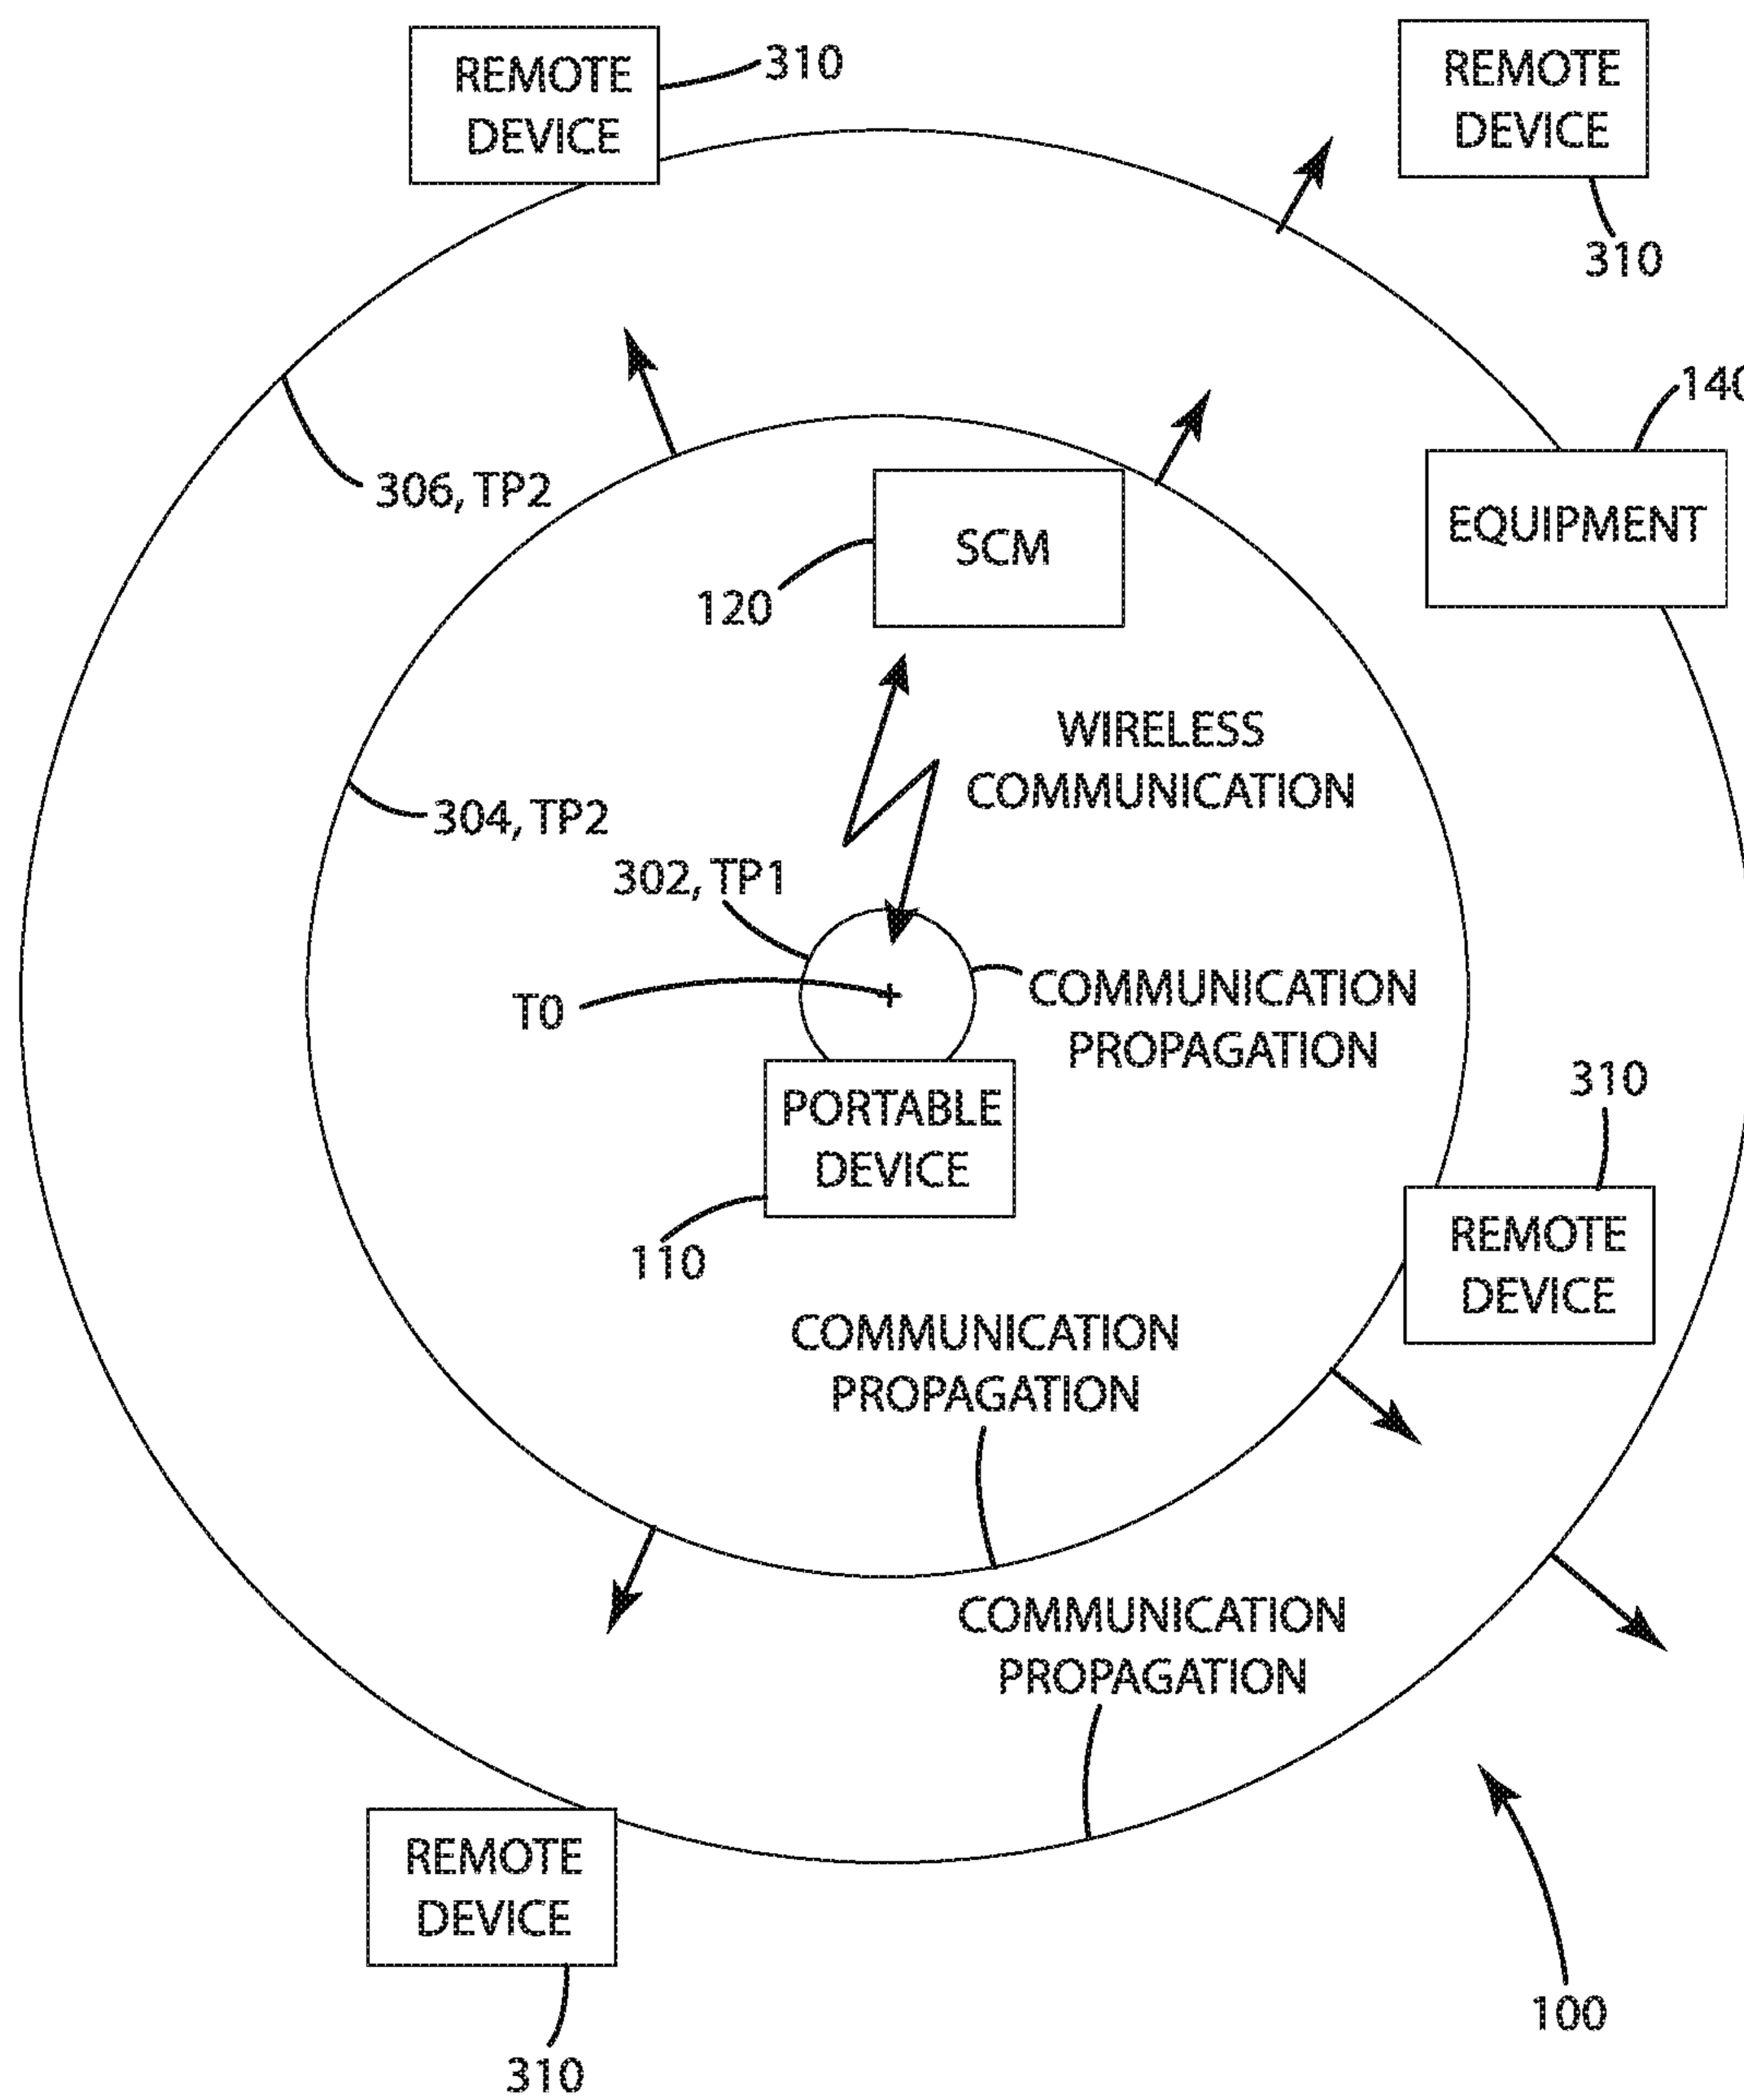 REMOTE
DEVICE
310
REMOTE
DEVICE
310
140
306, TP2
EQUIPMENT
SCM
120
WIRELESS
COMMUNICATION
304, TP2
302, TP1
T0
COMMUNICATION
PROPAGATION
PORTABLE
DEVICE
110
310
REMOTE
DEVICE
COMMUNICATION
PROPAGATION
COMMUNICATION
PROPAGATION
REMOTE
DEVICE
310
100